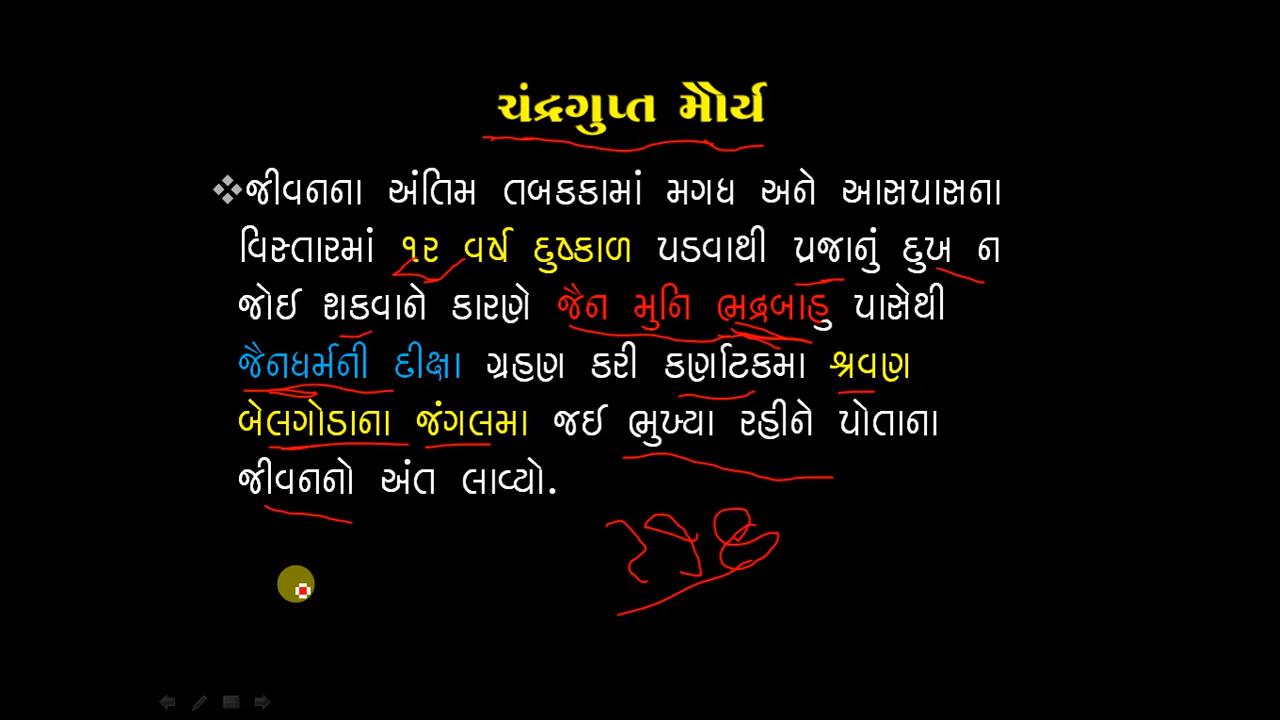 ચંદ્રગુપ્ત મૌર્ય
જીવનના અંતિમ તબકકામાં મગધ અને આસપાસના
વિસ્તારમાં ૧ર વર્ષ દુષ્કાળ પડવાથી પ્રજાનું દુખ ન
જોઈ શકવાને કારણે જૈન મુનિ ભદ્રબાહુ પાસેથી
જૈનધર્મની દીક્ષા ગ્રહણ કરી કર્ણાટકમા શ્રવણ
બેલગોડાના જંગલમા જઈ ભુખ્યા રહીને પોતાના
જીવનનો અંત લાવ્યો.